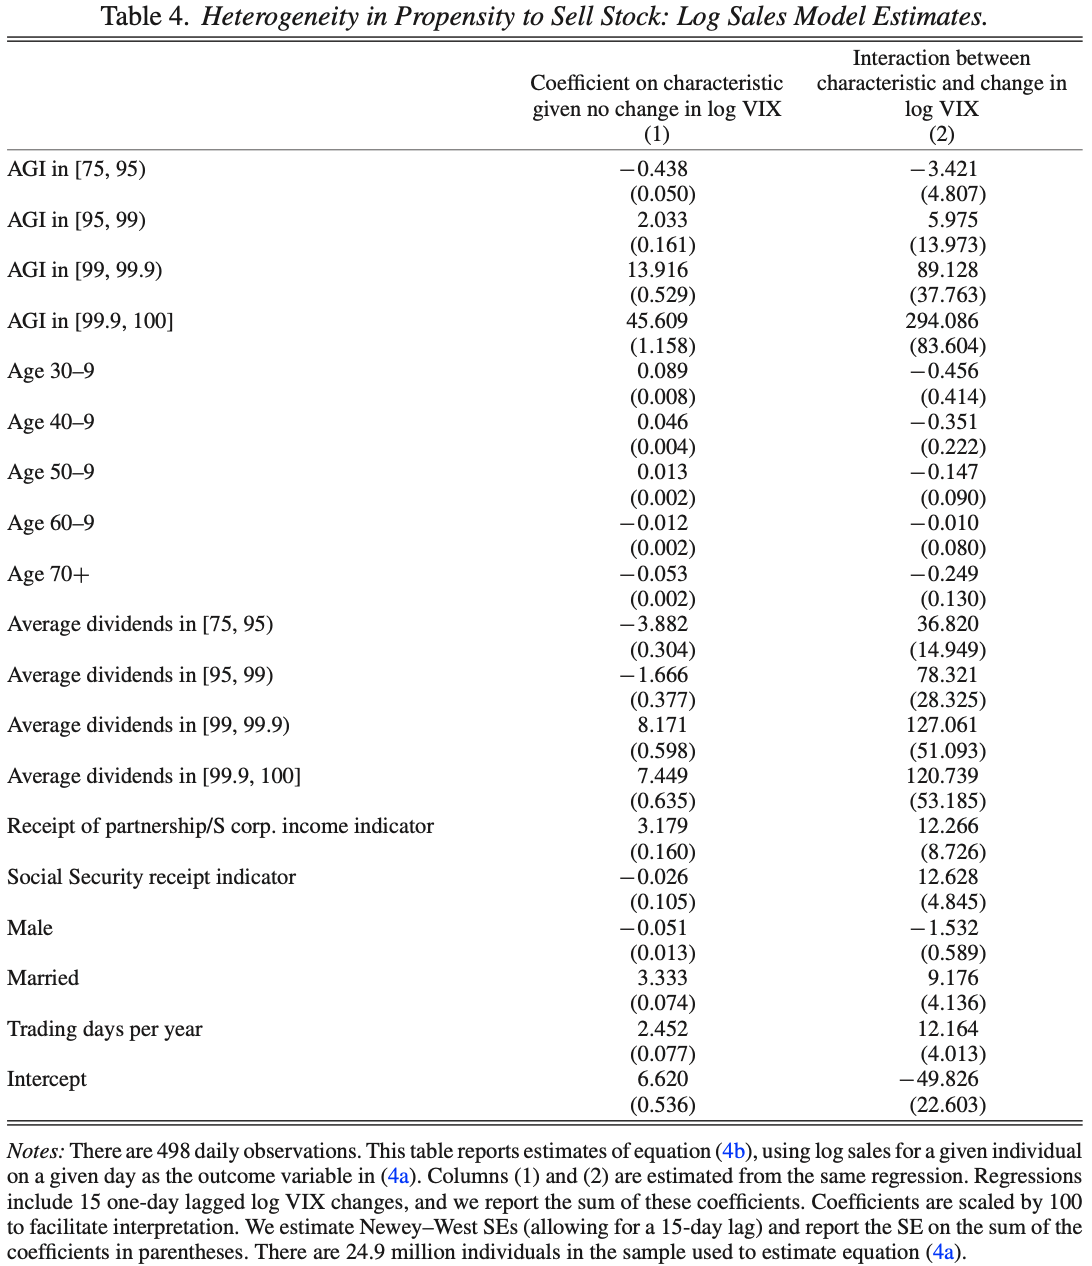 Table 4. Heterogeneity in Propensity to Sell Stock: Log Sales Model Estimates.
Interaction between
Coefficient on characteristic characteristic and change in
given no change in log VIX log VIX
(1) (2)
AGI in [75, 95) −0.438 −3.421
(0.050) (4.807)
AGI in [95, 99) 2.033 5.975
(0.161) (13.973)
AGI in [99, 99.9) 13.916 89.128
(0.529) (37.763)
AGI in [99.9, 100] 45.609 294.086
(1.158) (83.604)
Age 30–9 0.089 −0.456
(0.008) (0.414)
Age 40–9 0.046 −0.351
(0.004) (0.222)
Age 50–9 0.013 −0.147
(0.002) (0.090)
Age 60–9 −0.012 −0.010
(0.002) (0.080)
Age 70+ −0.053 −0.249
(0.002) (0.130)
Average dividends in [75, 95) −3.882 36.820
(0.304) (14.949)
Average dividends in [95, 99) −1.666 78.321
(0.377) (28.325)
Average dividends in [99, 99.9) 8.171 127.061
(0.598) (51.093)
Average dividends in [99.9, 100] 7.449 120.739
(0.635) (53.185)
Receipt of partnership/S corp. income indicator 3.179 12.266
(0.160) (8.726)
Social Security receipt indicator −0.026 12.628
(0.105) (4.845)
Male −0.051 −1.532
(0.013) (0.589)
Married 3.333 9.176
(0.074) (4.136)
Trading days per year 2.452 12.164
(0.077) (4.013)
Intercept 6.620 −49.826
(0.536) (22.603)
Notes: There are 498 daily observations. This table reports estimates of equation (4b), using log sales for a given individual
on a given day as the outcome variable in (4a). Columns (1) and (2) are estimated from the same regression. Regressions
include 15 one-day lagged log VIX changes, and we report the sum of these coefficients. Coefficients are scaled by 100
to facilitate interpretation. We estimate Newey–West SEs (allowing for a 15-day lag) and report the SE on the sum of the
coefficients in parentheses. There are 24.9 million individuals in the sample used to estimate equation (4a).